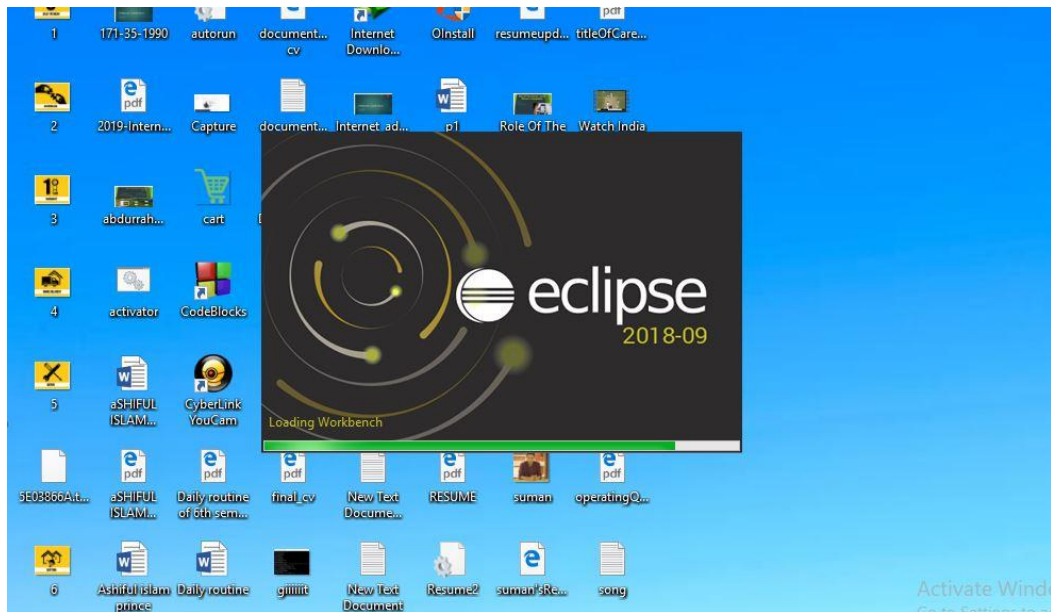 pdf
1
171-35-1990
autorun
document...
cv
Internet
Downlo...
OInstall
resumeupd...
titleOfCare...
pdf
2
2019-Intern...
Capture
document...
Internet_ad...
p1
Role Of The
Watch India
1
3
abdurrah...
cart
4
activator
CodeBlocks
eclipse
2018-09
5
aSHIFUL
ISLAM...
CyberLink
YouCam
Loading Workbench
pdf
pdf
pdf
pdf
pdf
5E03866A.t...
aSHIFUL
ISLAM...
Daily routine
of 6th sem...
final_cv
New Text
Docume...
RESUME
suman
operatingQ...
6
Ashiful islam
prince
Daily routine
giiiiiit
New Text
Document
Resume2
suman'sRe...
song
Activate Windo